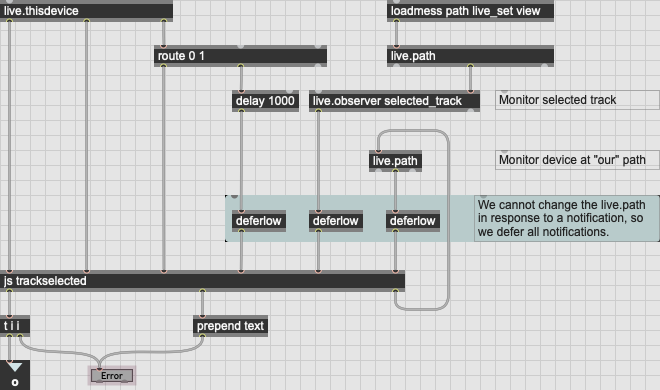 live.thisdevice
loadmess path live_set view
route 0 1
live.path
delay 1000
live.observer selected_track
Monitor selected track
live.path
Monitor device at "our" path
deferlow
deferlow
deferlow
We cannot change the live.path
in response to a notification, so
we defer all notifications.
js trackselected
t i i
prepend text
o
Error